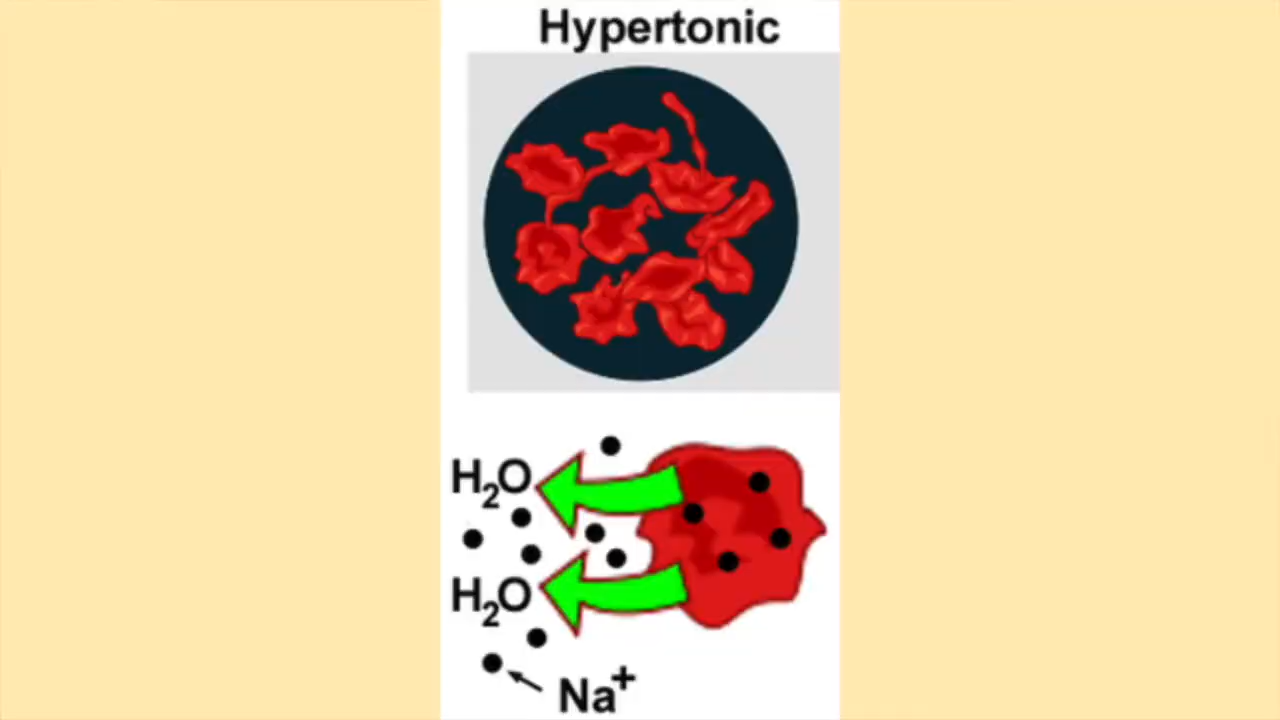 Hypertonic
H₂O
H₂O
Na⁺